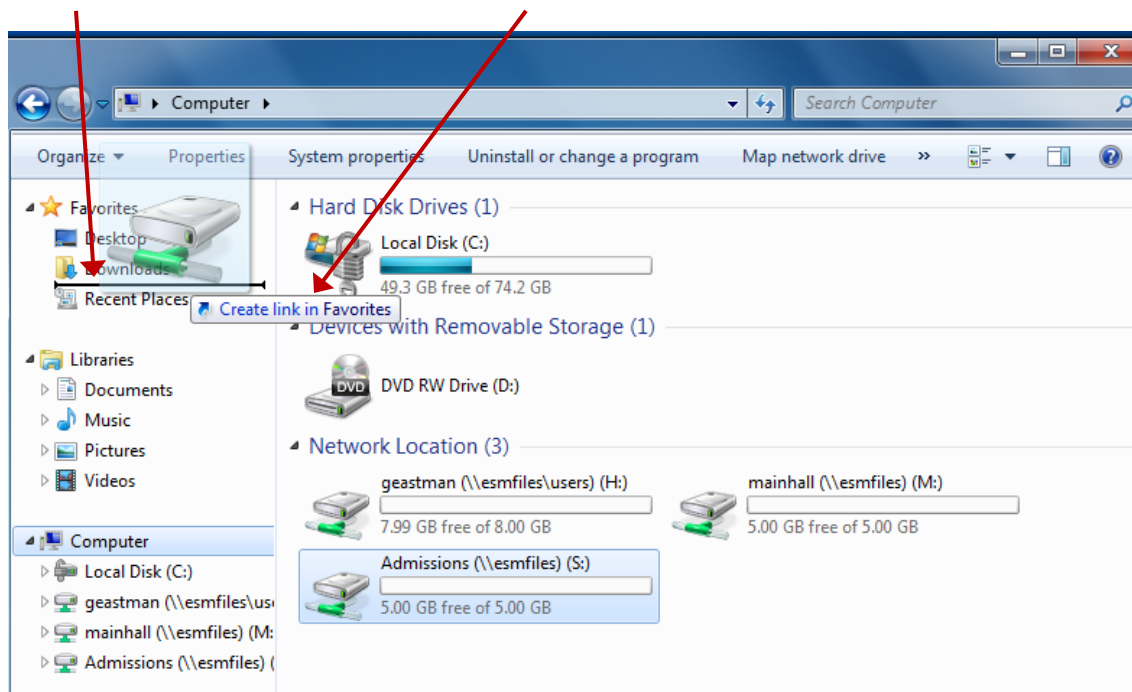 Computer
Search Computer
Organize Properties System properties Uninstall or change a program Map network drive »
Favorites
Desktop
Downloads
Recent Places
Create link in Favorites
Libraries
Documents
Music
Pictures
Videos
Computer
Local Disk (C:)
geastman (\\esmfiles\use
mainhall (\\esmfiles) (M:
Admissions (\\esmfiles) (
Hard Disk Drives (1)
Local Disk (C:)
49.3 GB free of 74.2 GB
Devices with Removable Storage (1)
DVD
DVD RW Drive (D:)
Network Location (3)
geastman (\\esmfiles\users) (H:)
7.99 GB free of 8.00 GB
mainhall (\\esmfiles) (M:)
5.00 GB free of 5.00 GB
Admissions (\\esmfiles) (S:)
5.00 GB free of 5.00 GB